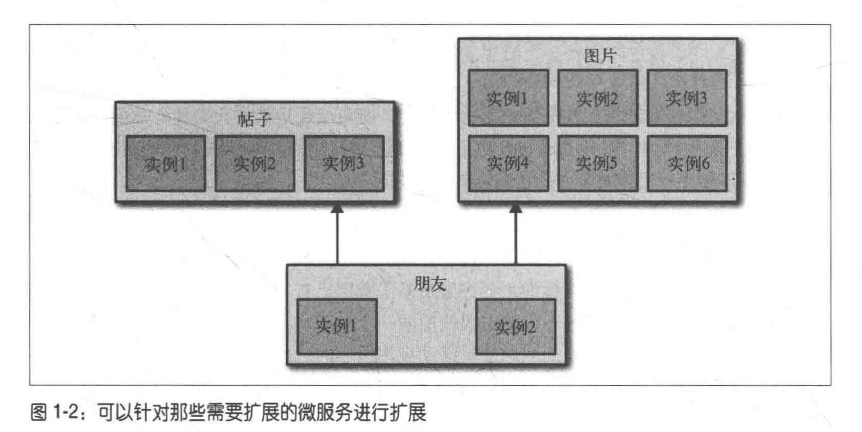 图片
实例1 实例2 实例3
实例4 实例5 实例6
帖子
实例1 实例2 实例3
朋友
实例1 实例2
图 1-2：可以针对那些需要扩展的微服务进行扩展